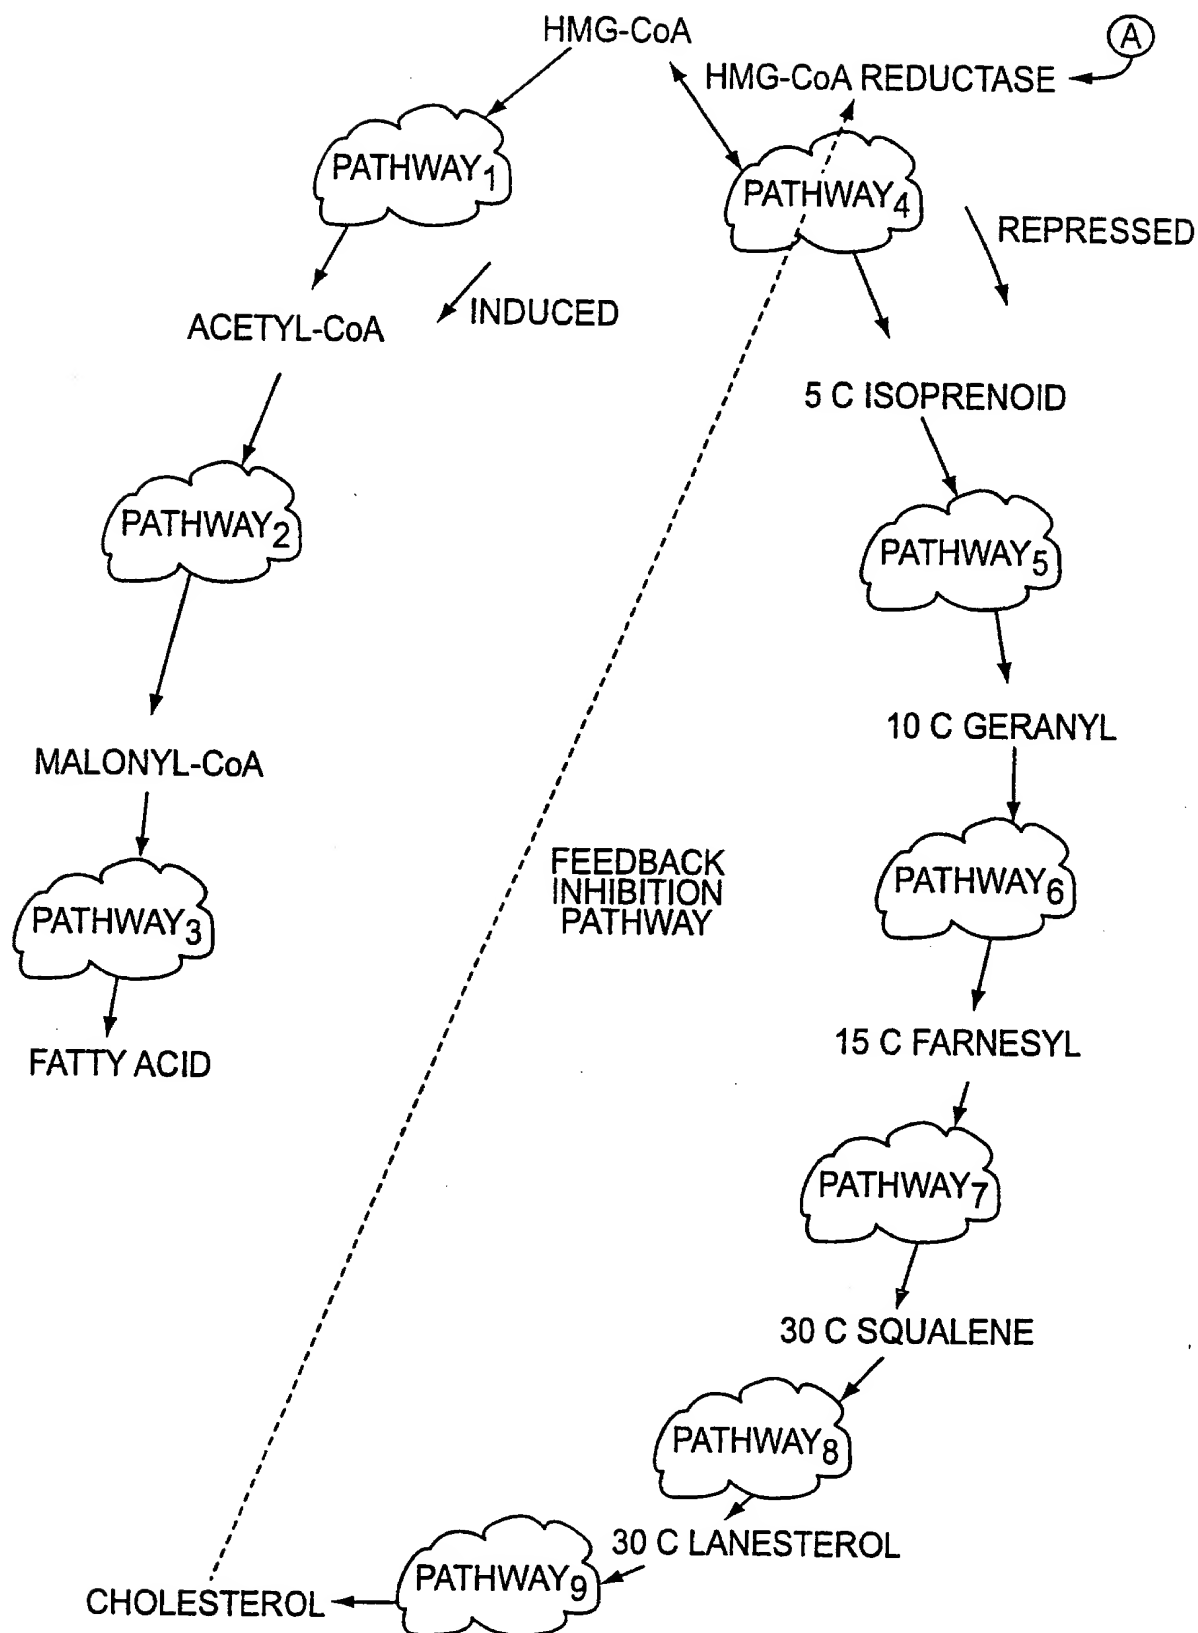 HMG-CoA
A
HMG-CoA REDUCTASE
PATHWAY1
PATHWAY4
REPRESSED
INDUCED
ACETYL-CoA
5 C ISOPRENOID
PATHWAY2
PATHWAY5
10 C GERANYL
MALONYL-CoA
FEEDBACK
INHIBITION
PATHWAY
PATHWAY6
PATHWAY3
15 C FARNESYL
FATTY ACID
PATHWAY7
30 C SQUALENE
PATHWAY8
30 C LANESTEROL
PATHWAY9
CHOLESTEROL